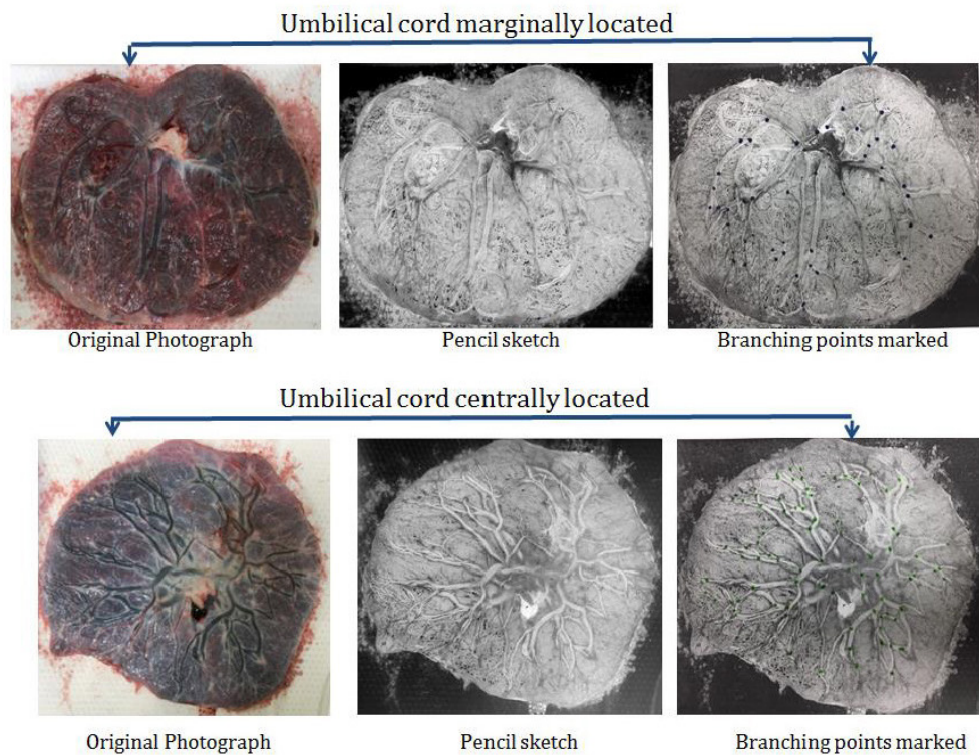 Umbilical cord marginally located
Original Photograph
Pencil sketch
Branching points marked
Umbilical cord centrally located
Original Photograph
Pencil sketch
Branching points marked